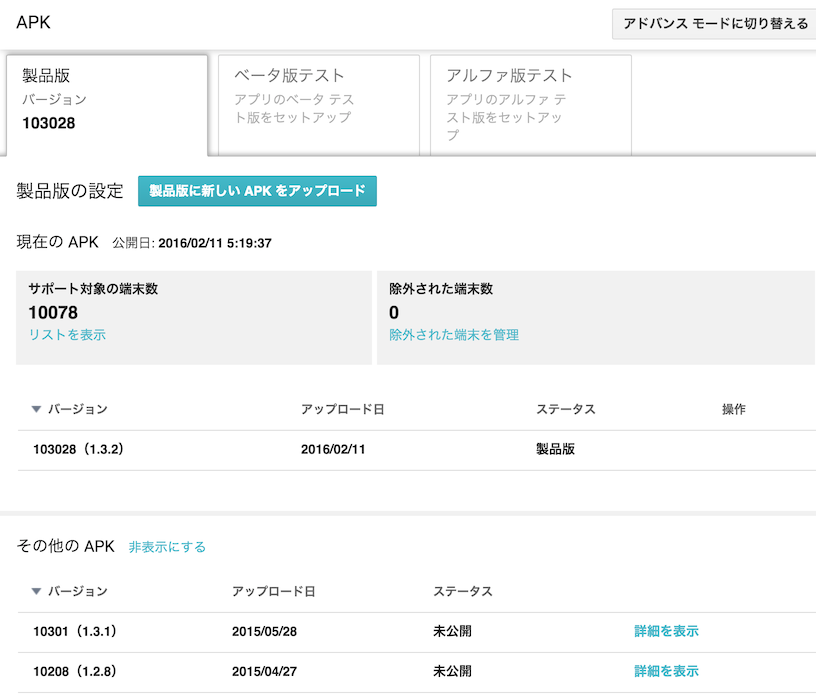 APK
アドバンス モードに切り替える
製品版
バージョン
103028
ベータ版テスト
アプリのベータ テス
ト版をセットアップ
アルファ版テスト
アプリのアルファ テ
スト版をセットアッ
プ
製品版の設定 製品版に新しい APK をアップロード
現在の APK 公開日: 2016/02/11 5:19:37
サポート対象の端末数
10078
リストを表示
除外された端末数
0
除外された端末を管理
バージョン アップロード日 ステータス 操作
103028（1.3.2） 2016/02/11 製品版
その他の APK 非表示にする
バージョン アップロード日 ステータス
10301（1.3.1） 2015/05/28 未公開 詳細を表示
10208（1.2.8） 2015/04/27 未公開 詳細を表示